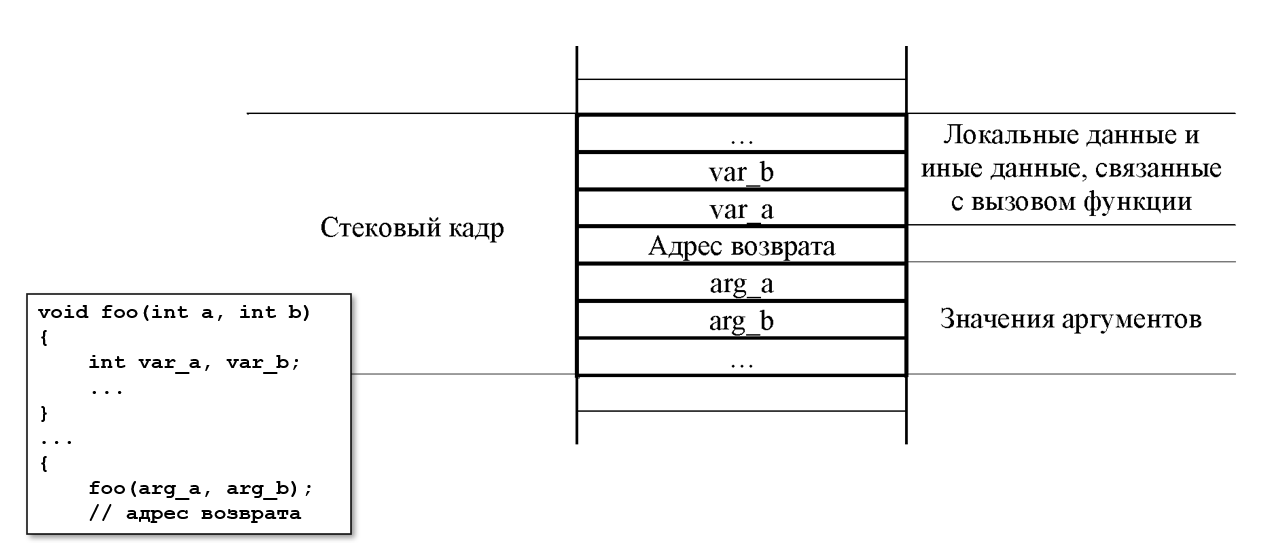 …
var_b
var_a
Адрес возврата
arg_a
arg_b
…
Локальные данные и
иные данные, связанные
с вызовом функции
Значения аргументов
Стековый кадр
void foo(int a, int b)
{
    int var_a, var_b;
    ...
}
...
{
    foo(arg_a, arg_b);
    // адрес возврата